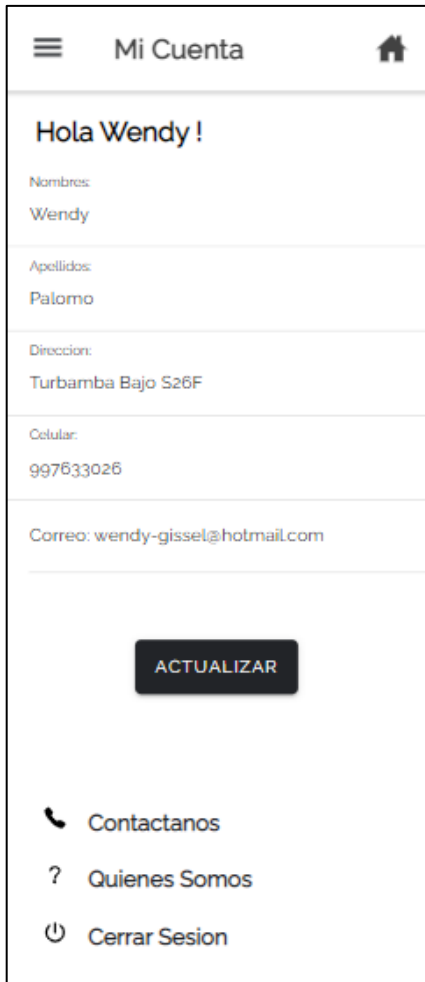 Mi Cuenta
Hola Wendy !
Nombres:
Wendy
Apellidos:
Palomo
Direccion:
Turbamba Bajo S26F
Celular:
997633026
Correo: wendy-gissel@hotmail.com
ACTUALIZAR
Contactanos
? Quienes Somos
Cerrar Sesion